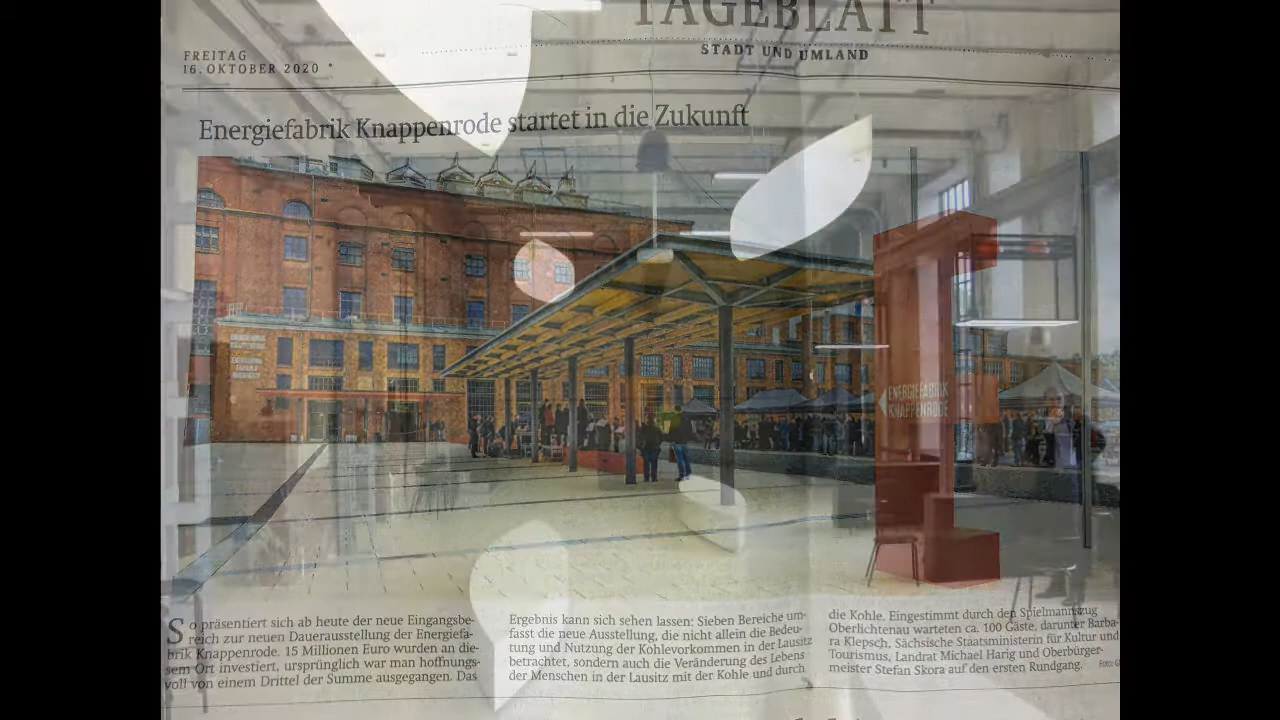 TAGEBLATT
STADT UND UMLAND
FREITAG
16. OKTOBER 2020 *
Energiefabrik Knappenrode startet in die Zukunft
ENERGIEFABRIK
KNAPPENRODE
So präsentiert sich ab heute der neue Eingangsbe-
reich zur neuen Dauerausstellung der Energiefa-
brik Knappenrode. 15 Millionen Euro wurden an die-
sem Ort investiert, ursprünglich war man hoffnungs-
voll von einem Drittel der Summe ausgegangen. Das
Ergebnis kann sich sehen lassen: Sieben Bereiche um-
fasst die neue Ausstellung, die nicht allein die Bedeu-
tung und Nutzung der Kohlevorkommen in der Lausitz
betrachtet, sondern auch die Veränderung des Lebens
der Menschen in der Lausitz mit der Kohle und durch
die Kohle. Eingestimmt durch den Spielmannszug
Oberlichtenau warteten ca. 100 Gäste, darunter Barba-
ra Klepsch, Sächsische Staatsministerin für Kultur und
Tourismus, Landrat Michael Harig und Oberbürger-
meister Stefan Skora auf den ersten Rundgang.
Foto: